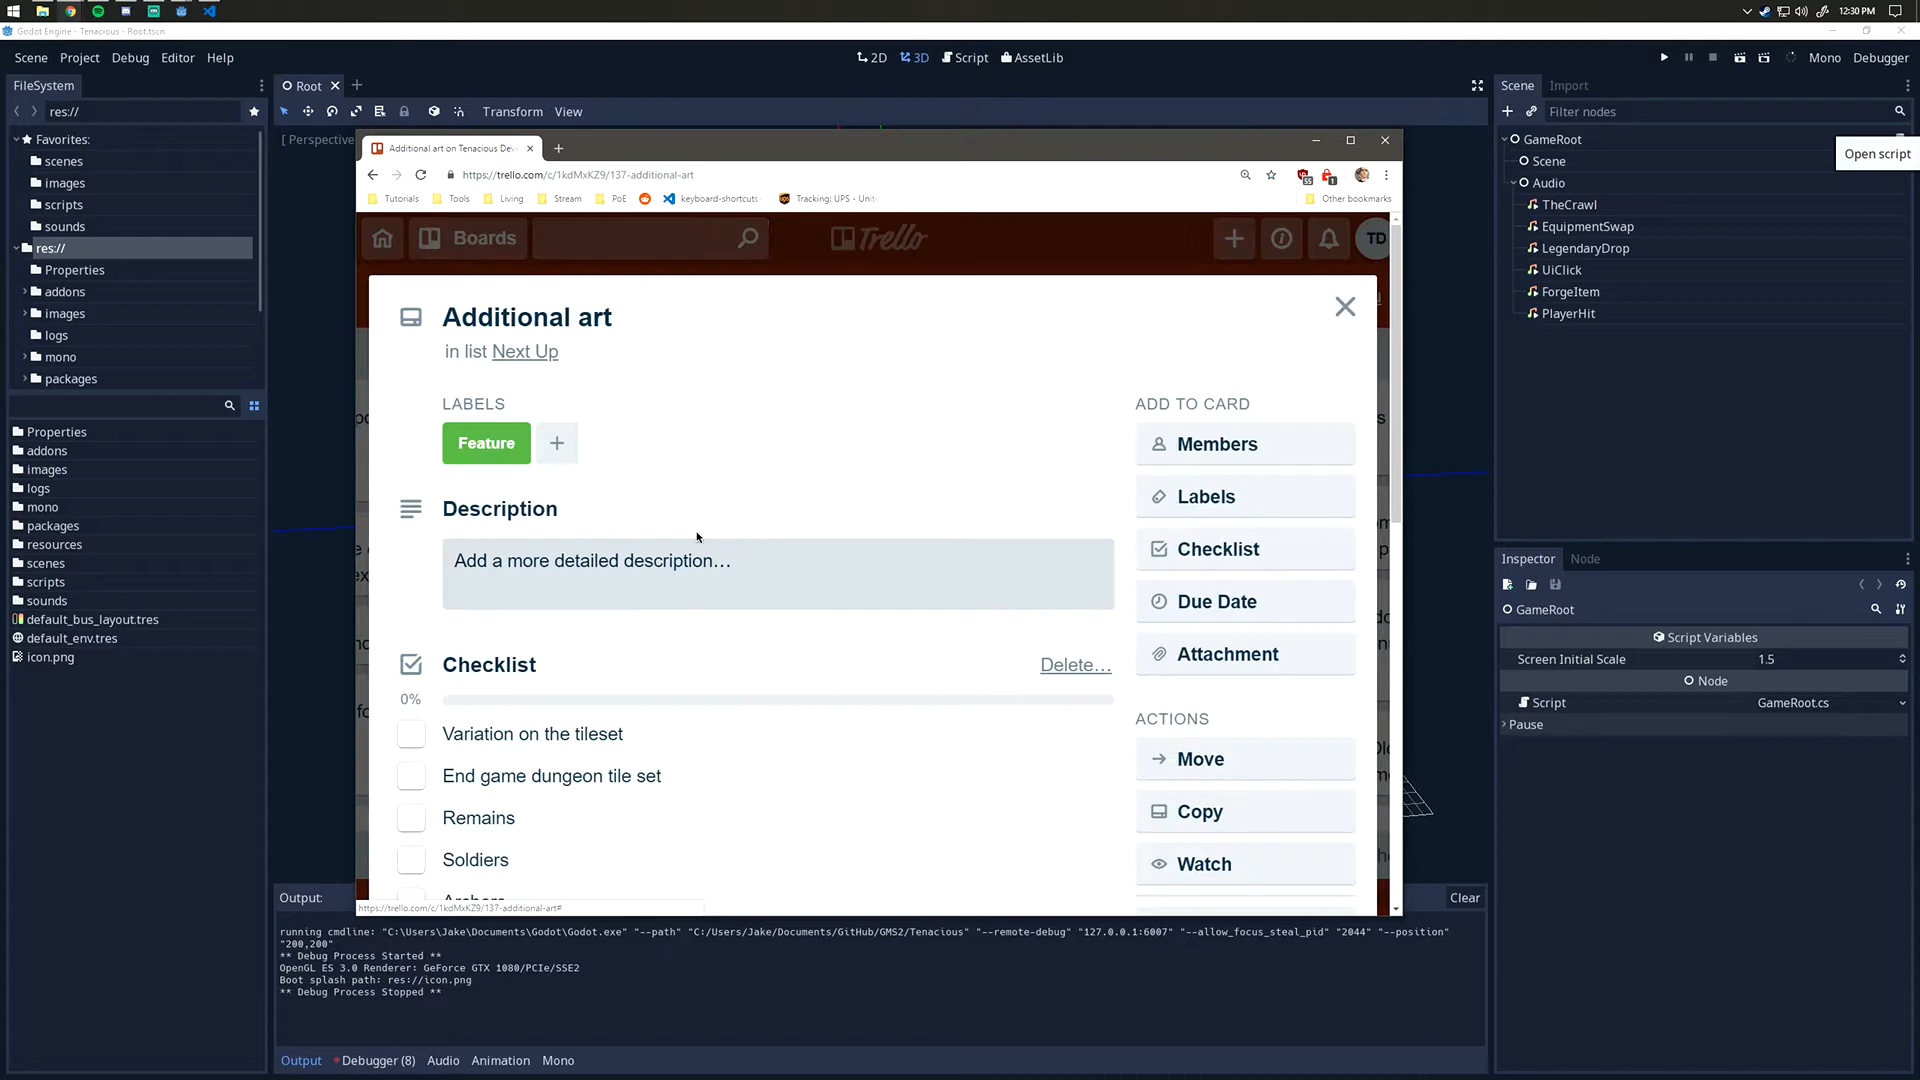 12:30 PM
Godot Engine - Tenacious - Root.tscn
Scene Project Debug Editor Help
2D 3D Script AssetLib
Mono Debugger
FileSystem
res://
Favorites:
scenes
images
scripts
sounds
res://
Properties
addons
images
logs
mono
packages
Properties
addons
images
logs
mono
packages
resources
scenes
scripts
sounds
default_bus_layout.tres
default_env.tres
icon.png
Root
Transform View
[ Perspective
Additional art on Tenacious Dev
https://trello.com/c/1kdMxKZ9/137-additional-art
Tutorials Tools Living Stream PoE keyboard-shortcuts Tracking: UPS - Unit Other bookmarks
Boards
Trello
TD
Additional art
in list Next Up
LABELS
Feature
Description
Add a more detailed description…
Checklist
Delete…
0%
Variation on the tileset
End game dungeon tile set
Remains
Soldiers
Archers
https://trello.com/c/1kdMxKZ9/137-additional-art#
ADD TO CARD
Members
Labels
Checklist
Due Date
Attachment
ACTIONS
Move
Copy
Watch
Output:
Clear
running cmdline: "C:\Users\Jake\Documents\Godot\Godot.exe" "--path" "C:/Users/Jake/Documents/GitHub/GMS2/Tenacious" "--remote-debug" "127.0.0.1:6007" "--allow_focus_steal_pid" "2044" "--position"
"200,200"
** Debug Process Started **
OpenGL ES 3.0 Renderer: GeForce GTX 1080/PCIe/SSE2
Boot splash path: res://icon.png
** Debug Process Stopped **
Output Debugger (8) Audio Animation Mono
Scene Import
Filter nodes
GameRoot
Open script
Scene
Audio
TheCrawl
EquipmentSwap
LegendaryDrop
UiClick
ForgeItem
PlayerHit
Inspector Node
GameRoot
Script Variables
Screen Initial Scale 1.5
Node
Script GameRoot.cs
Pause